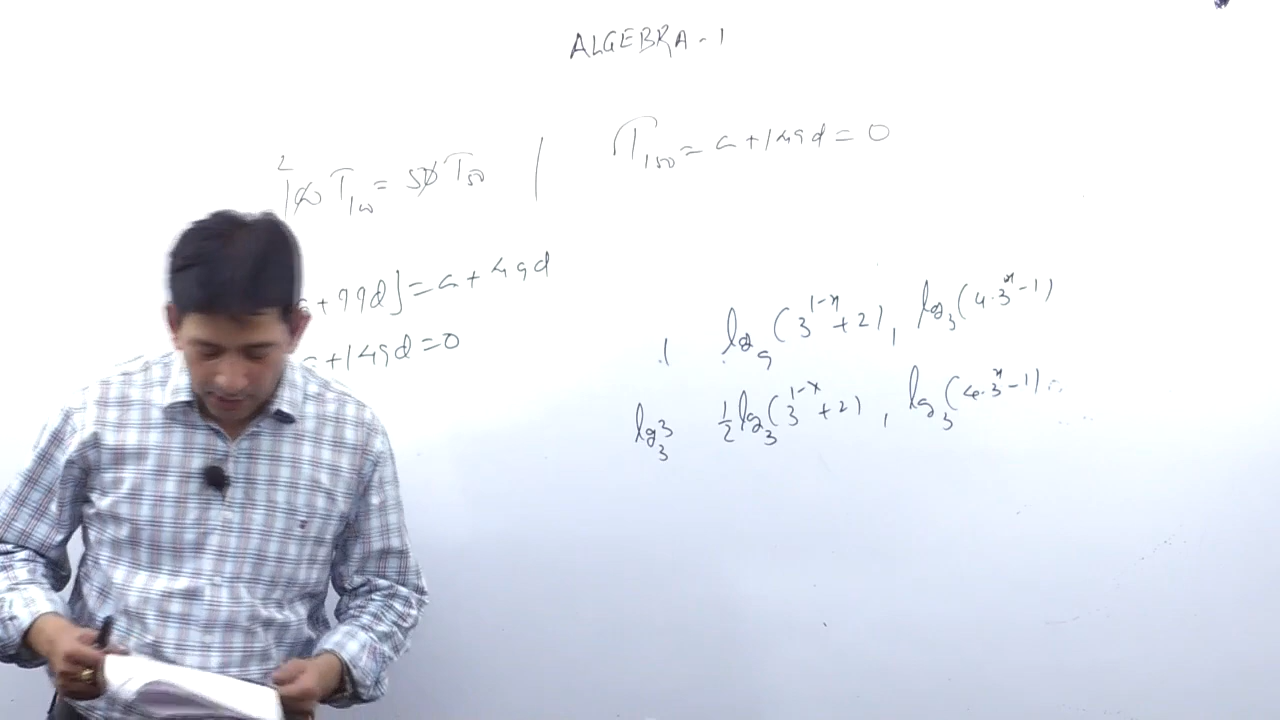 ALGEBRA - 1
2
100 T₁₀₀ = 50 T₅₀ | T₁₅₀ = a + 149d = 0
a + 99d] = a + 49d
a + 149d = 0
1 log₉(3^{1-x} + 2), log₃(4·3^x - 1)
log₃3 ½ log₃(3^{1-x} + 2), log₃(4·3^x - 1)